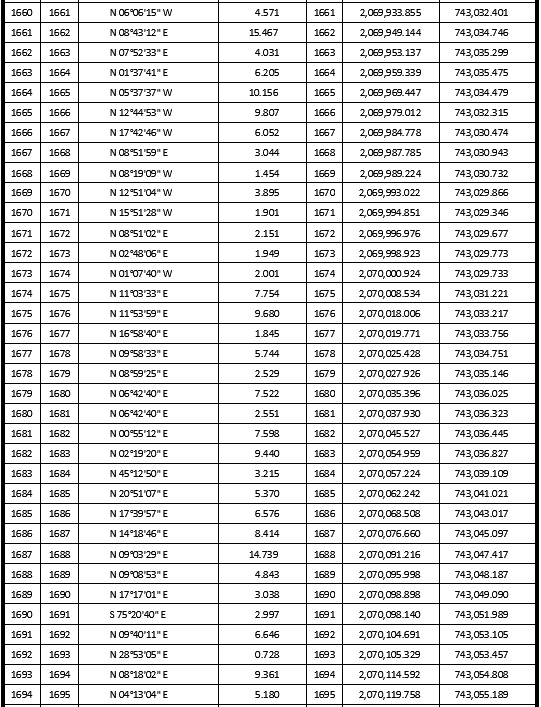 1660 1661 N 06°06'15" W 4.571 1661 2,069,933.855 743,032.401
1661 1662 N 08°43'12" E 15.467 1662 2,069,949.144 743,034.746
1662 1663 N 07°52'33" E 4.031 1663 2,069,953.137 743,035.299
1663 1664 N 01°37'41" E 6.205 1664 2,069,959.339 743,035.475
1664 1665 N 05°37'37" W 10.156 1665 2,069,969.447 743,034.479
1665 1666 N 12°44'53" W 9.807 1666 2,069,979.012 743,032.315
1666 1667 N 17°42'46" W 6.052 1667 2,069,984.778 743,030.474
1667 1668 N 08°51'59" E 3.044 1668 2,069,987.785 743,030.943
1668 1669 N 08°19'09" W 1.454 1669 2,069,989.224 743,030.732
1669 1670 N 12°51'04" W 3.895 1670 2,069,993.022 743,029.866
1670 1671 N 15°51'28" W 1.901 1671 2,069,994.851 743,029.346
1671 1672 N 08°51'02" E 2.151 1672 2,069,996.976 743,029.677
1672 1673 N 02°48'06" E 1.949 1673 2,069,998.923 743,029.773
1673 1674 N 01°07'40" W 2.001 1674 2,070,000.924 743,029.733
1674 1675 N 11°03'33" E 7.754 1675 2,070,008.534 743,031.221
1675 1676 N 11°53'59" E 9.680 1676 2,070,018.006 743,033.217
1676 1677 N 16°58'40" E 1.845 1677 2,070,019.771 743,033.756
1677 1678 N 09°58'33" E 5.744 1678 2,070,025.428 743,034.751
1678 1679 N 08°59'25" E 2.529 1679 2,070,027.926 743,035.146
1679 1680 N 06°42'40" E 7.522 1680 2,070,035.396 743,036.025
1680 1681 N 06°42'40" E 2.551 1681 2,070,037.930 743,036.323
1681 1682 N 00°55'12" E 7.598 1682 2,070,045.527 743,036.445
1682 1683 N 02°19'20" E 9.440 1683 2,070,054.959 743,036.827
1683 1684 N 45°12'50" E 3.215 1684 2,070,057.224 743,039.109
1684 1685 N 20°51'07" E 5.370 1685 2,070,062.242 743,041.021
1685 1686 N 17°39'57" E 6.576 1686 2,070,068.508 743,043.017
1686 1687 N 14°18'46" E 8.414 1687 2,070,076.660 743,045.097
1687 1688 N 09°03'29" E 14.739 1688 2,070,091.216 743,047.417
1688 1689 N 09°08'53" E 4.843 1689 2,070,095.998 743,048.187
1689 1690 N 17°17'01" E 3.038 1690 2,070,098.898 743,049.090
1690 1691 S 75°20'40" E 2.997 1691 2,070,098.140 743,051.989
1691 1692 N 09°40'11" E 6.646 1692 2,070,104.691 743,053.105
1692 1693 N 28°53'05" E 0.728 1693 2,070,105.329 743,053.457
1693 1694 N 08°18'02" E 9.361 1694 2,070,114.592 743,054.808
1694 1695 N 04°13'04" E 5.180 1695 2,070,119.758 743,055.189